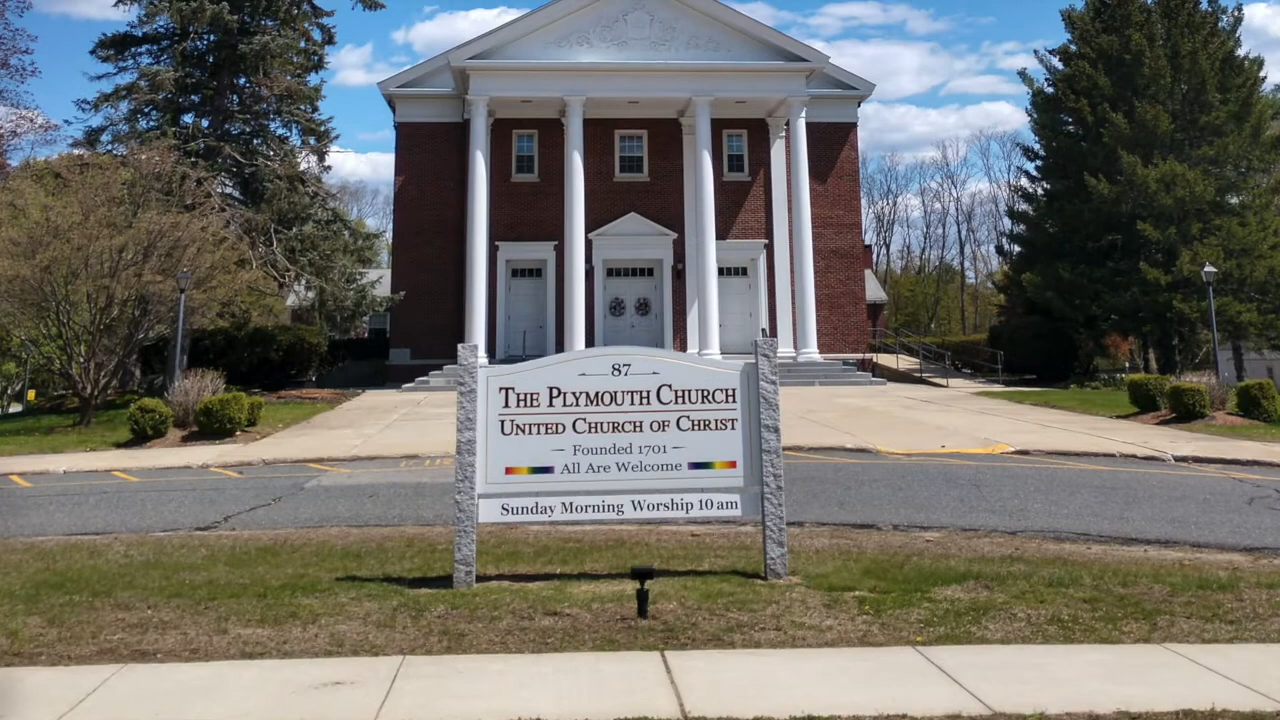 87
The Plymouth Church
United Church of Christ
Founded 1701
All Are Welcome
Sunday Morning Worship 10 am